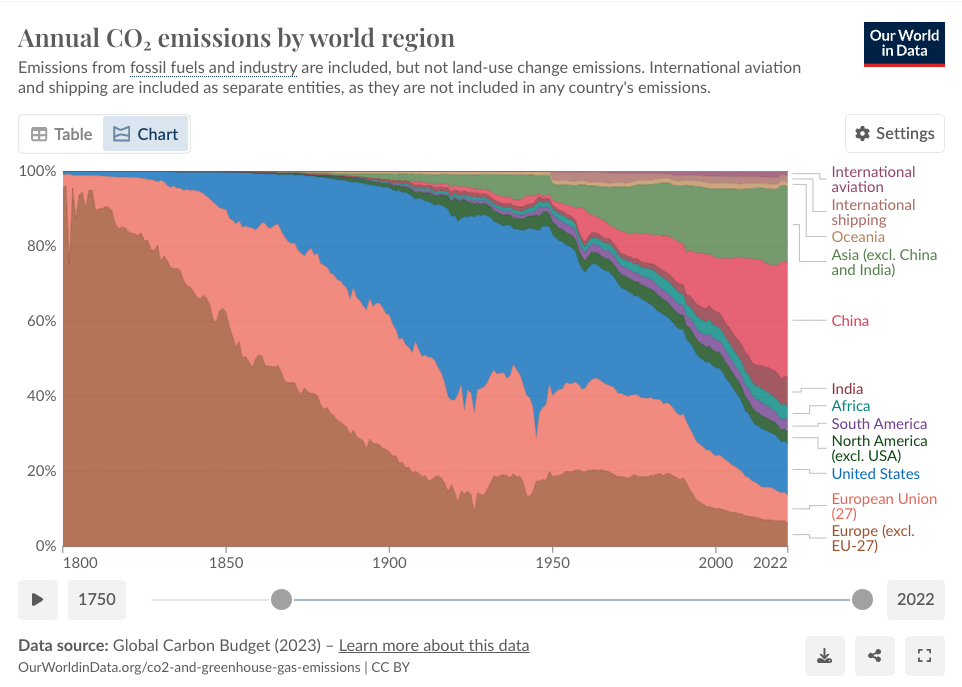 Annual CO₂ emissions by world region
Our World
in Data
Emissions from fossil fuels and industry are included, but not land-use change emissions. International aviation
and shipping are included as separate entities, as they are not included in any country's emissions.
Table
Chart
Settings
100%
80%
60%
40%
20%
0%
1800
1850
1900
1950
2000
2022
International
aviation
International
shipping
Oceania
Asia (excl. China
and India)
China
India
Africa
South America
North America
(excl. USA)
United States
European Union
(27)
Europe (excl.
EU-27)
1750
2022
Data source: Global Carbon Budget (2023) – Learn more about this data
OurWorldinData.org/co2-and-greenhouse-gas-emissions | CC BY